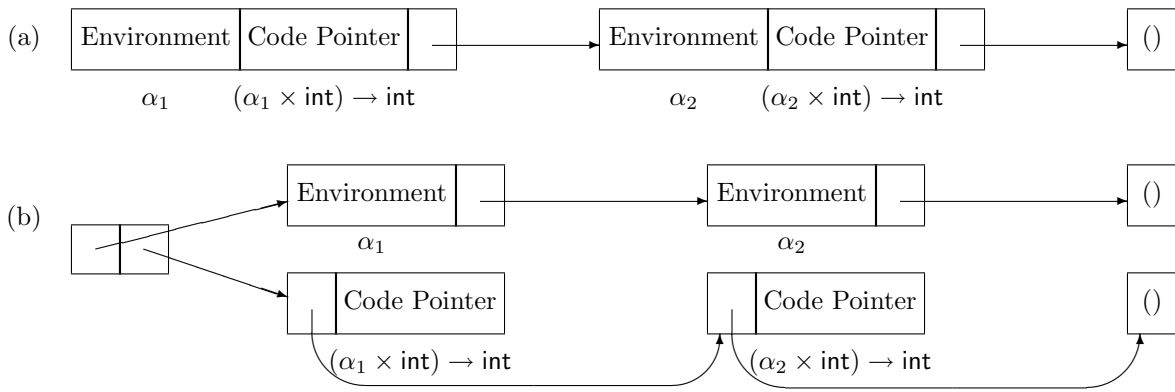 (a) Environment Code Pointer Environment Code Pointer ()
α₁ (α₁ × int) → int α₂ (α₂ × int) → int
(b) Environment Environment ()
α₁ α₂
Code Pointer Code Pointer ()
(α₁ × int) → int (α₂ × int) → int